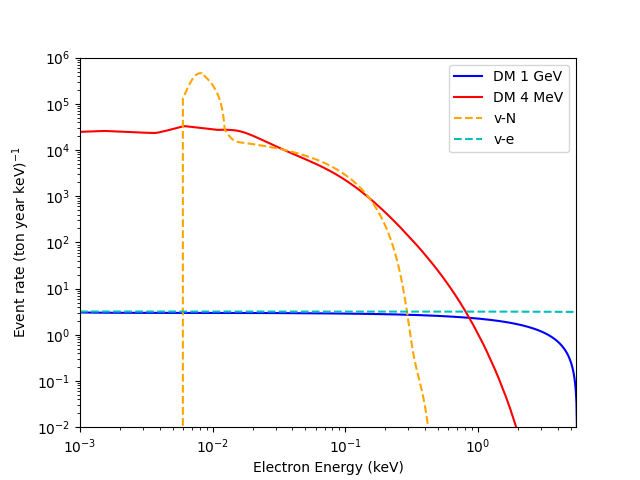 10^6
10^5
10^4
10^3
10^2
10^1
10^0
10^−1
10^−2
Event rate (ton year keV)^−1
DM 1 GeV
DM 4 MeV
v-N
v-e
10^−3 10^−2 10^−1 10^0
Electron Energy (keV)